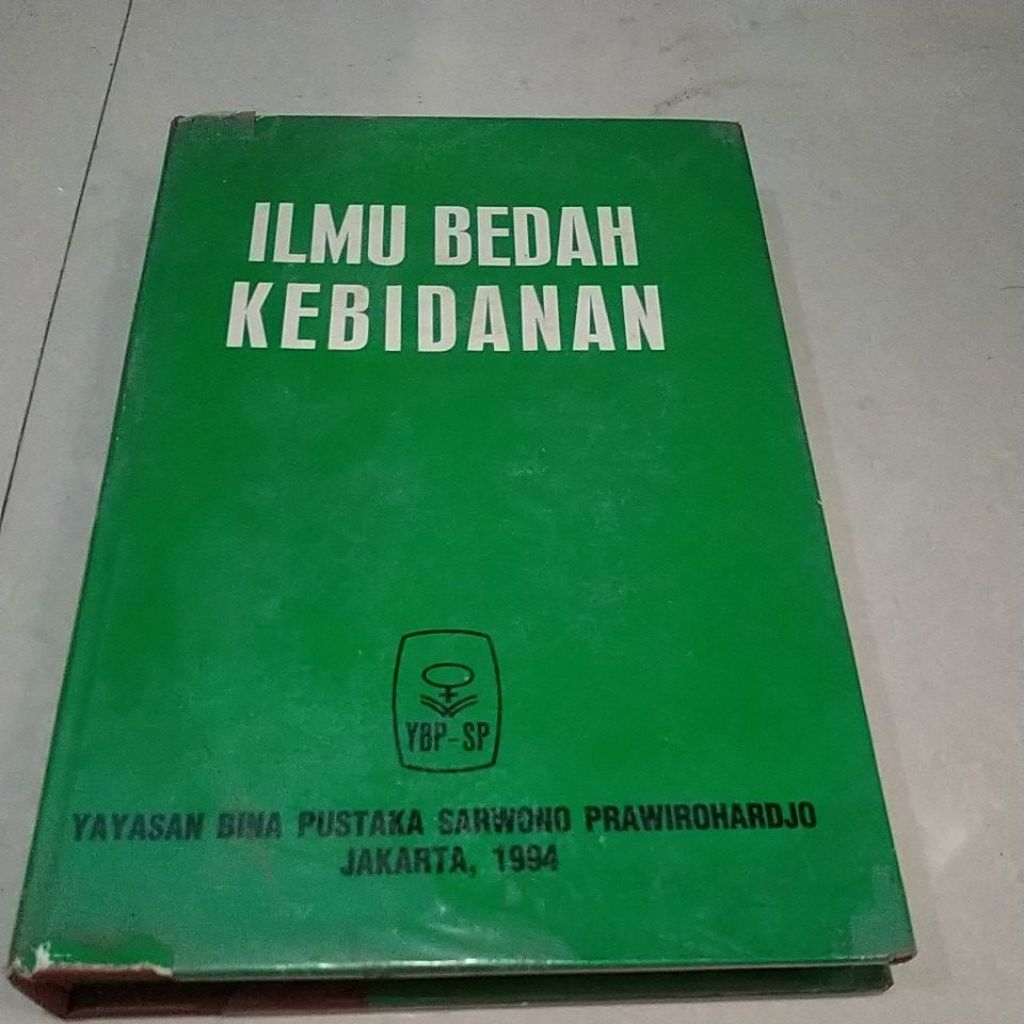 ILMU BEDAH
KEBIDANAN
YBP-SP
YAYASAN BINA PUSTAKA SARWONO PRAWIROHARDJO
JAKARTA, 1994